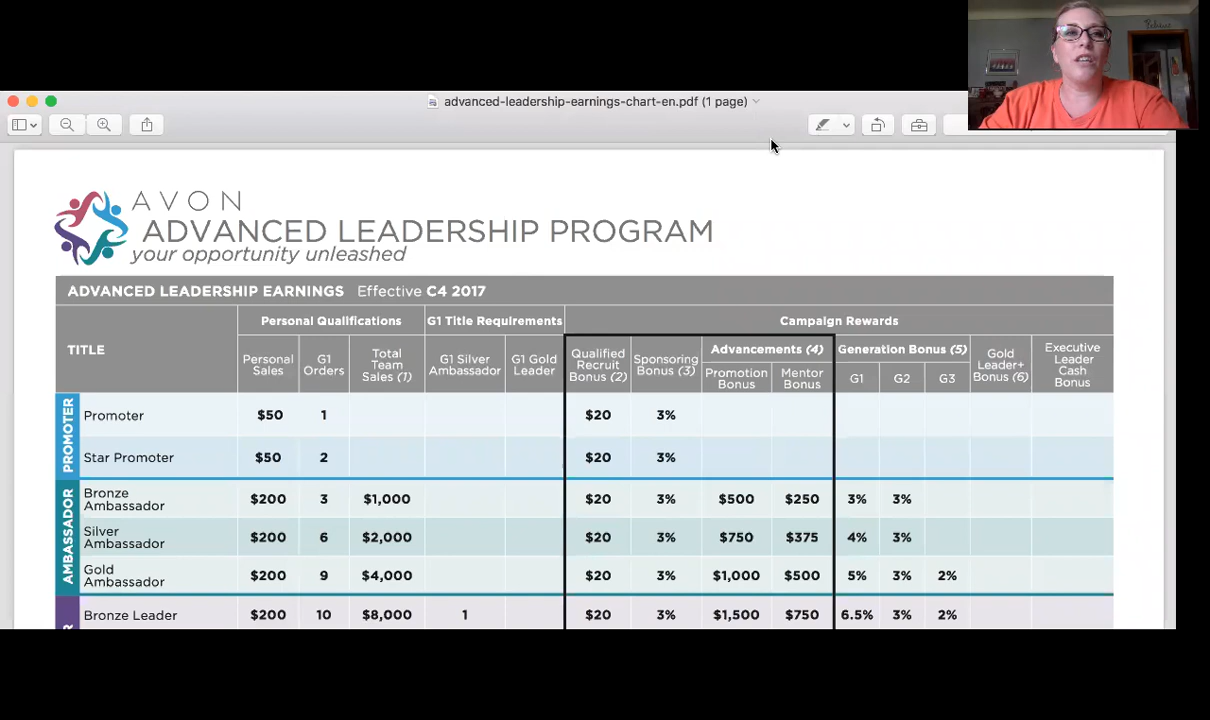 advanced-leadership-earnings-chart-en.pdf (1 page)
AVON
ADVANCED LEADERSHIP PROGRAM
your opportunity unleashed
ADVANCED LEADERSHIP EARNINGS Effective C4 2017
TITLE
Personal Qualifications
G1 Title Requirements
Campaign Rewards
Personal
Sales
G1
Orders
Total
Team
Sales (1)
G1 Silver
Ambassador
G1 Gold
Leader
Qualified
Recruit
Bonus (2)
Sponsoring
Bonus (3)
Advancements (4)
Promotion
Bonus
Mentor
Bonus
Generation Bonus (5)
G1
G2
G3
Gold
Leader+
Bonus (6)
Executive
Leader
Cash
Bonus
PROMOTER
Promoter $50 1 $20 3%
Star Promoter $50 2 $20 3%
AMBASSADOR
Bronze
Ambassador $200 3 $1,000 $20 3% $500 $250 3% 3%
Silver
Ambassador $200 6 $2,000 $20 3% $750 $375 4% 3%
Gold
Ambassador $200 9 $4,000 $20 3% $1,000 $500 5% 3% 2%
Bronze Leader $200 10 $8,000 1 $20 3% $1,500 $750 6.5% 3% 2%